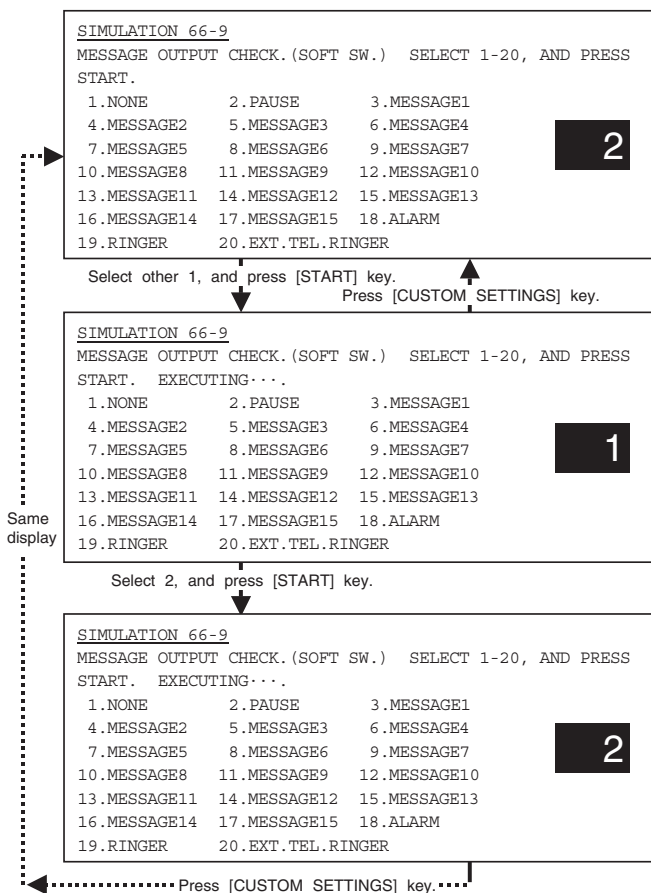 SIMULATION 66-9
MESSAGE OUTPUT CHECK.(SOFT SW.) SELECT 1-20, AND PRESS
START.
1.NONE 2.PAUSE 3.MESSAGE1
4.MESSAGE2 5.MESSAGE3 6.MESSAGE4
7.MESSAGE5 8.MESSAGE6 9.MESSAGE7
2
10.MESSAGE8 11.MESSAGE9 12.MESSAGE10
13.MESSAGE11 14.MESSAGE12 15.MESSAGE13
16.MESSAGE14 17.MESSAGE15 18.ALARM
19.RINGER 20.EXT.TEL.RINGER
Select other 1, and press [START] key.
Press [CUSTOM SETTINGS] key.
SIMULATION 66-9
MESSAGE OUTPUT CHECK.(SOFT SW.) SELECT 1-20, AND PRESS
START. EXECUTING···.
1.NONE 2.PAUSE 3.MESSAGE1
4.MESSAGE2 5.MESSAGE3 6.MESSAGE4
7.MESSAGE5 8.MESSAGE6 9.MESSAGE7
1
10.MESSAGE8 11.MESSAGE9 12.MESSAGE10
13.MESSAGE11 14.MESSAGE12 15.MESSAGE13
16.MESSAGE14 17.MESSAGE15 18.ALARM
19.RINGER 20.EXT.TEL.RINGER
Same
display
Select 2, and press [START] key.
SIMULATION 66-9
MESSAGE OUTPUT CHECK.(SOFT SW.) SELECT 1-20, AND PRESS
START. EXECUTING···.
1.NONE 2.PAUSE 3.MESSAGE1
4.MESSAGE2 5.MESSAGE3 6.MESSAGE4
7.MESSAGE5 8.MESSAGE6 9.MESSAGE7
2
10.MESSAGE8 11.MESSAGE9 12.MESSAGE10
13.MESSAGE11 14.MESSAGE12 15.MESSAGE13
16.MESSAGE14 17.MESSAGE15 18.ALARM
19.RINGER 20.EXT.TEL.RINGER
Press [CUSTOM SETTINGS] key.